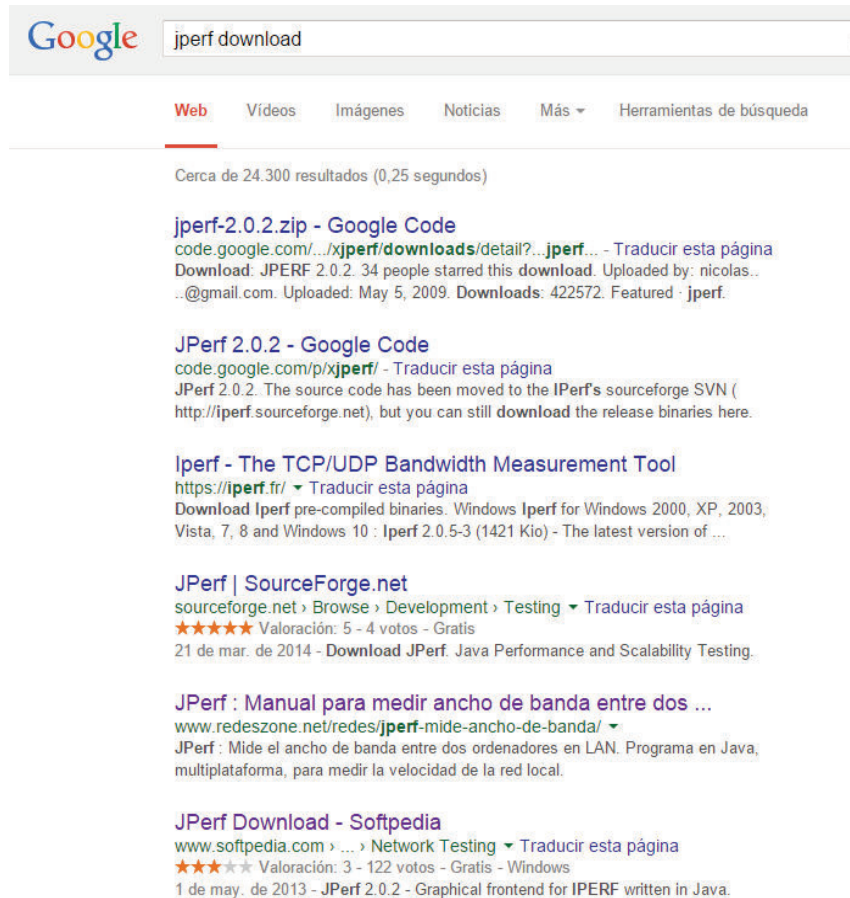 Google
jperf download
Web Vídeos Imágenes Noticias Más Herramientas de búsqueda
Cerca de 24.300 resultados (0,25 segundos)
jperf-2.0.2.zip - Google Code
code.google.com/.../xjperf/downloads/detail?...jperf... - Traducir esta página
Download: JPERF 2.0.2. 34 people starred this download. Uploaded by: nicolas..
..@gmail.com. Uploaded: May 5, 2009. Downloads: 422572. Featured · jperf.
JPerf 2.0.2 - Google Code
code.google.com/p/xjperf/ - Traducir esta página
JPerf 2.0.2. The source code has been moved to the IPerf's sourceforge SVN (
http://iperf.sourceforge.net), but you can still download the release binaries here.
Iperf - The TCP/UDP Bandwidth Measurement Tool
https://iperf.fr/ Traducir esta página
Download Iperf pre-compiled binaries. Windows Iperf for Windows 2000, XP, 2003,
Vista, 7, 8 and Windows 10 : Iperf 2.0.5-3 (1421 Kio) - The latest version of ...
JPerf | SourceForge.net
sourceforge.net › Browse › Development › Testing Traducir esta página
★★★★★ Valoración: 5 - 4 votos - Gratis
21 de mar. de 2014 - Download JPerf. Java Performance and Scalability Testing.
JPerf : Manual para medir ancho de banda entre dos ...
www.redeszone.net/redes/jperf-mide-ancho-de-banda/
JPerf : Mide el ancho de banda entre dos ordenadores en LAN. Programa en Java,
multiplataforma, para medir la velocidad de la red local.
JPerf Download - Softpedia
www.softpedia.com › ... › Network Testing Traducir esta página
★★★★★ Valoración: 3 - 122 votos - Gratis - Windows
1 de may. de 2013 - JPerf 2.0.2 - Graphical frontend for IPERF written in Java.